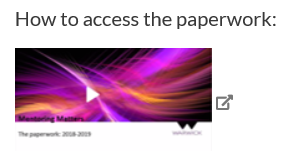 How to access the paperwork:
Mentoring Matters
The paperwork: 2018-2019
WARWICK